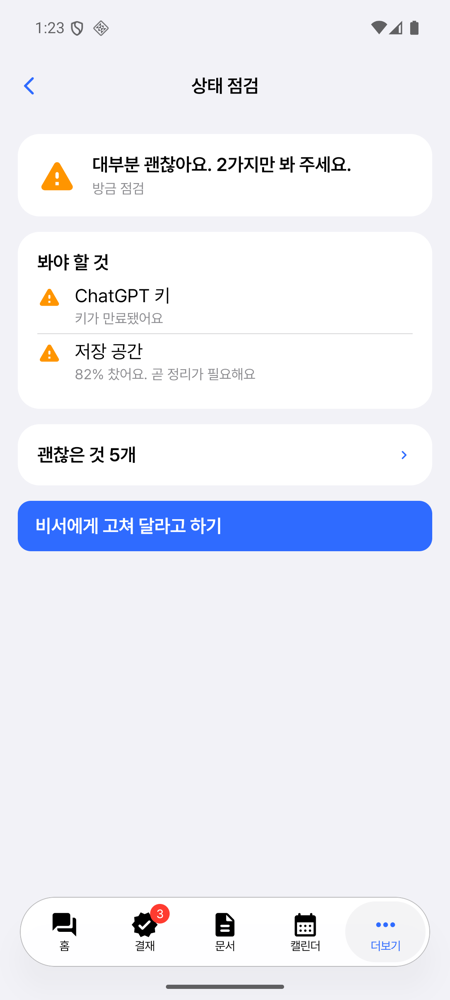 1:23
상태 점검
대부분 괜찮아요. 2가지만 봐 주세요.
방금 점검
봐야 할 것
ChatGPT 키
키가 만료됐어요
저장 공간
82% 찼어요. 곧 정리가 필요해요
괜찮은 것 5개
비서에게 고쳐 달라고 하기
3
홈
결재
문서
캘린더
더보기